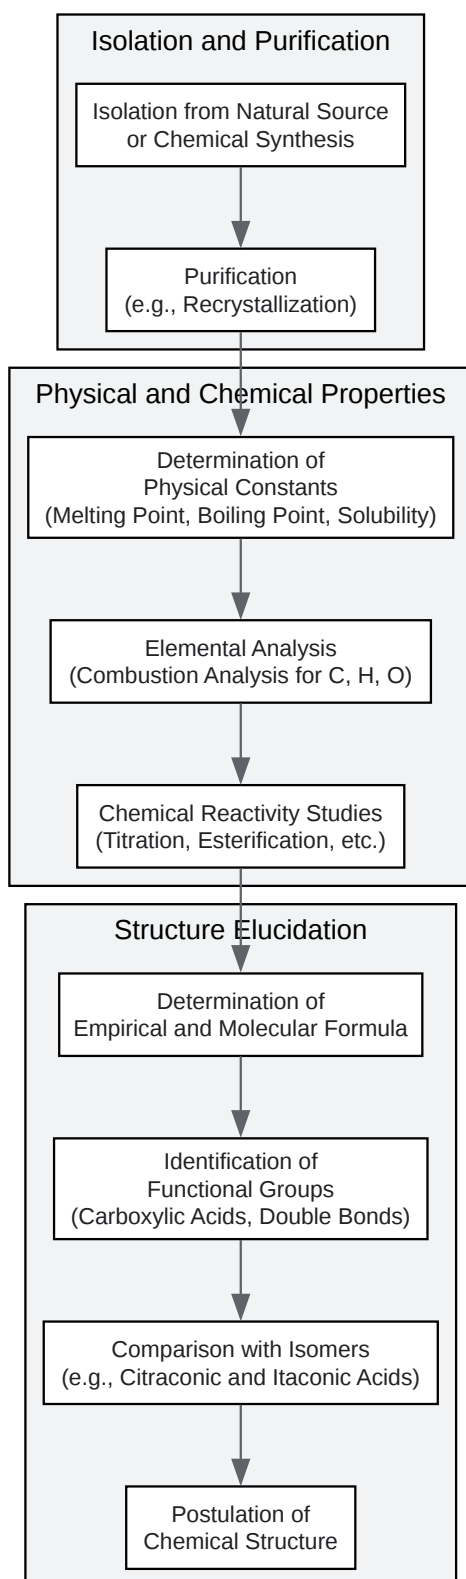 Isolation and Purification
Isolation from Natural Source
or Chemical Synthesis
Purification
(e.g., Recrystallization)
Physical and Chemical Properties
Determination of
Physical Constants
(Melting Point, Boiling Point, Solubility)
Elemental Analysis
(Combustion Analysis for C, H, O)
Chemical Reactivity Studies
(Titration, Esterification, etc.)
Structure Elucidation
Determination of
Empirical and Molecular Formula
Identification of
Functional Groups
(Carboxylic Acids, Double Bonds)
Comparison with Isomers
(e.g., Citraconic and Itaconic Acids)
Postulation of
Chemical Structure